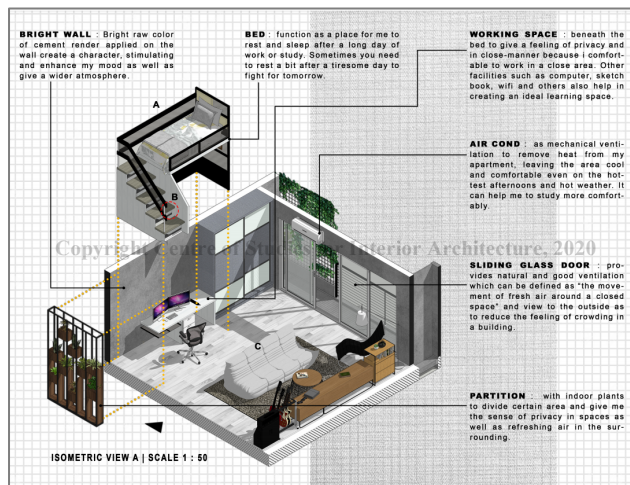 BRIGHT WALL : Bright raw color
of cement render applied on the
wall create a character, stimulating
and enhance my mood as well as
give a wider atmosphere.
BED : function as a place for me to
rest and sleep after a long day of
work or study. Sometimes you need
to rest a bit after a tiresome day to
fight for tomorrow.
WORKING SPACE : beneath the
bed to give a feeling of privacy and
in close-manner because i comfort-
able to work in a close area. Other
facilities such as computer, sketch
book, wifi and others also help in
creating an ideal learning space.
A
AIR COND : as mechanical venti-
lation to remove heat from my
apartment, leaving the area cool
and comfortable even on the hot-
test afternoons and hot weather. It
can help me to study more comfort-
ably.
B
Copyright Centre of Studies for Interior Architecture, 2020
SLIDING GLASS DOOR : pro-
vides natural and good ventilation
which can be defined as "the move-
ment of fresh air around a closed
space" and view to the outside as
to reduce the feeling of crowding in
a building.
C
PARTITION : with indoor plants
to divide certain area and give me
the sense of privacy in spaces as
well as refreshing air in the sur-
rounding.
ISOMETRIC VIEW A | SCALE 1 : 50